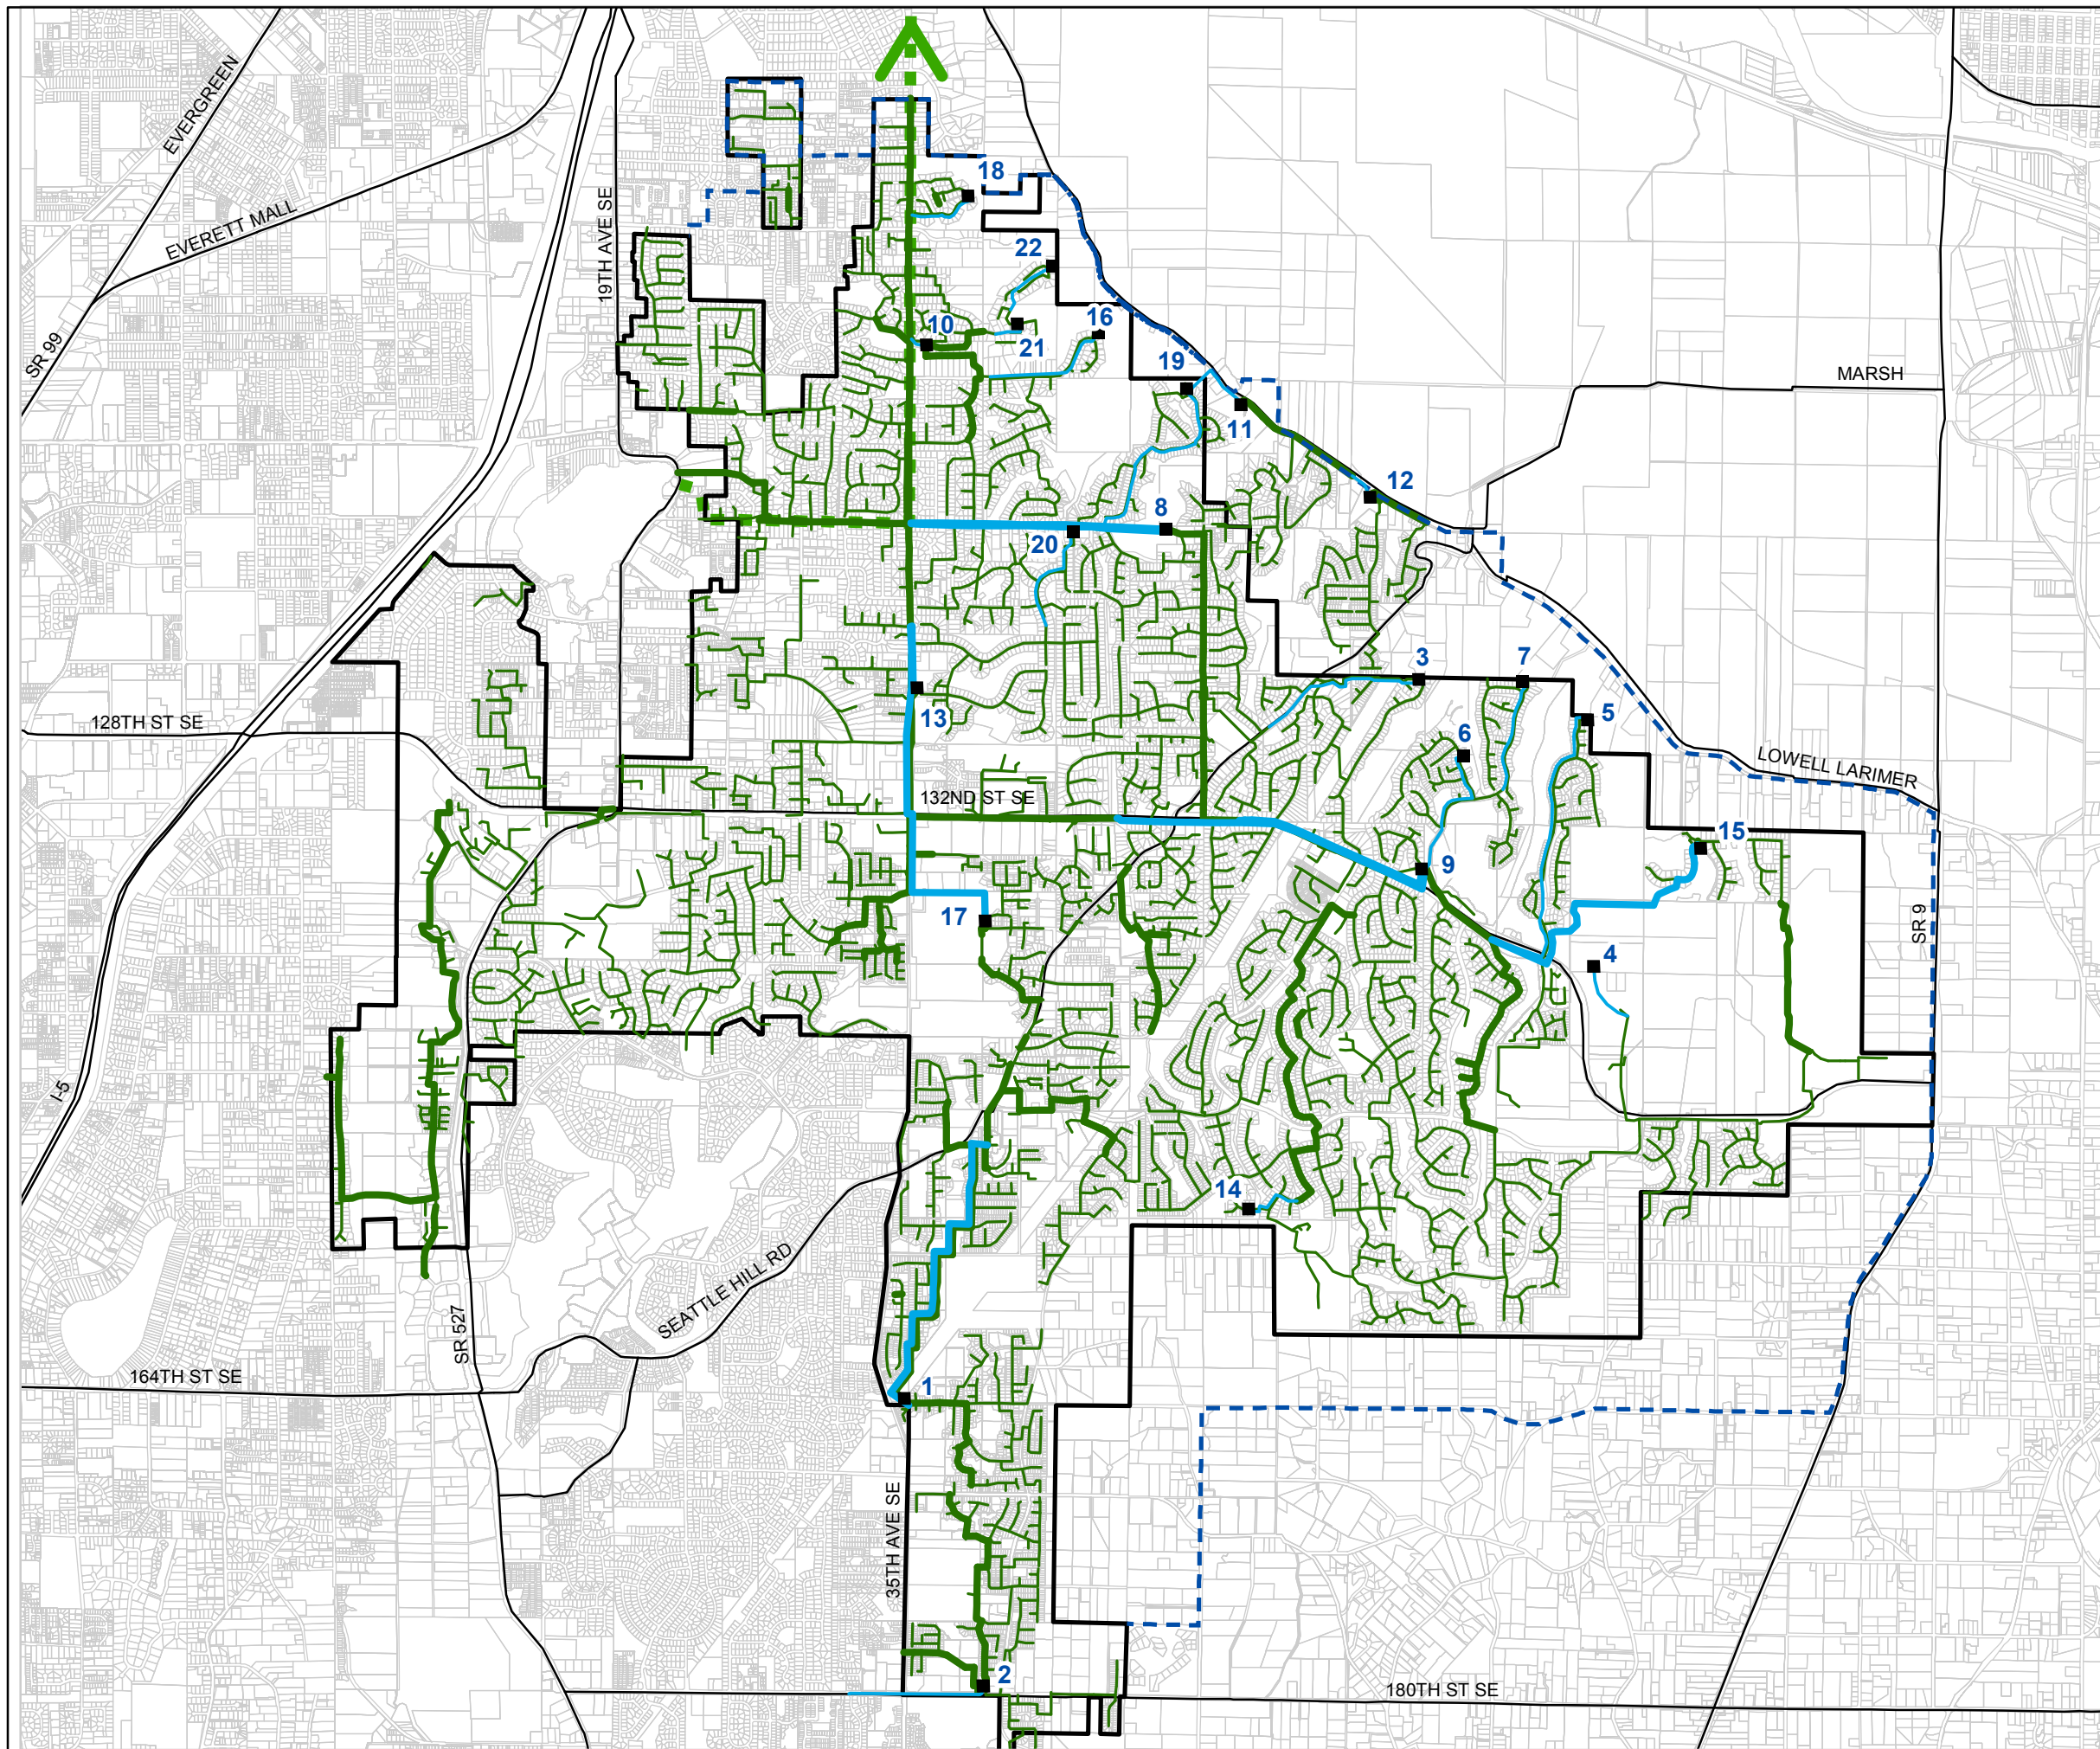 EVERGREEN
18
EVERETT MALL
19TH AVE SE
22
10
16
21
SR 99
19
MARSH
11
12
8
20
3
7
13
5
128TH ST SE
6
LOWELL LARIMER
132ND ST SE
15
9
17
SR 9
4
I-5
14
SEATTLE HILL RD
SR 527
164TH ST SE
1
35TH AVE SE
2
180TH ST SE